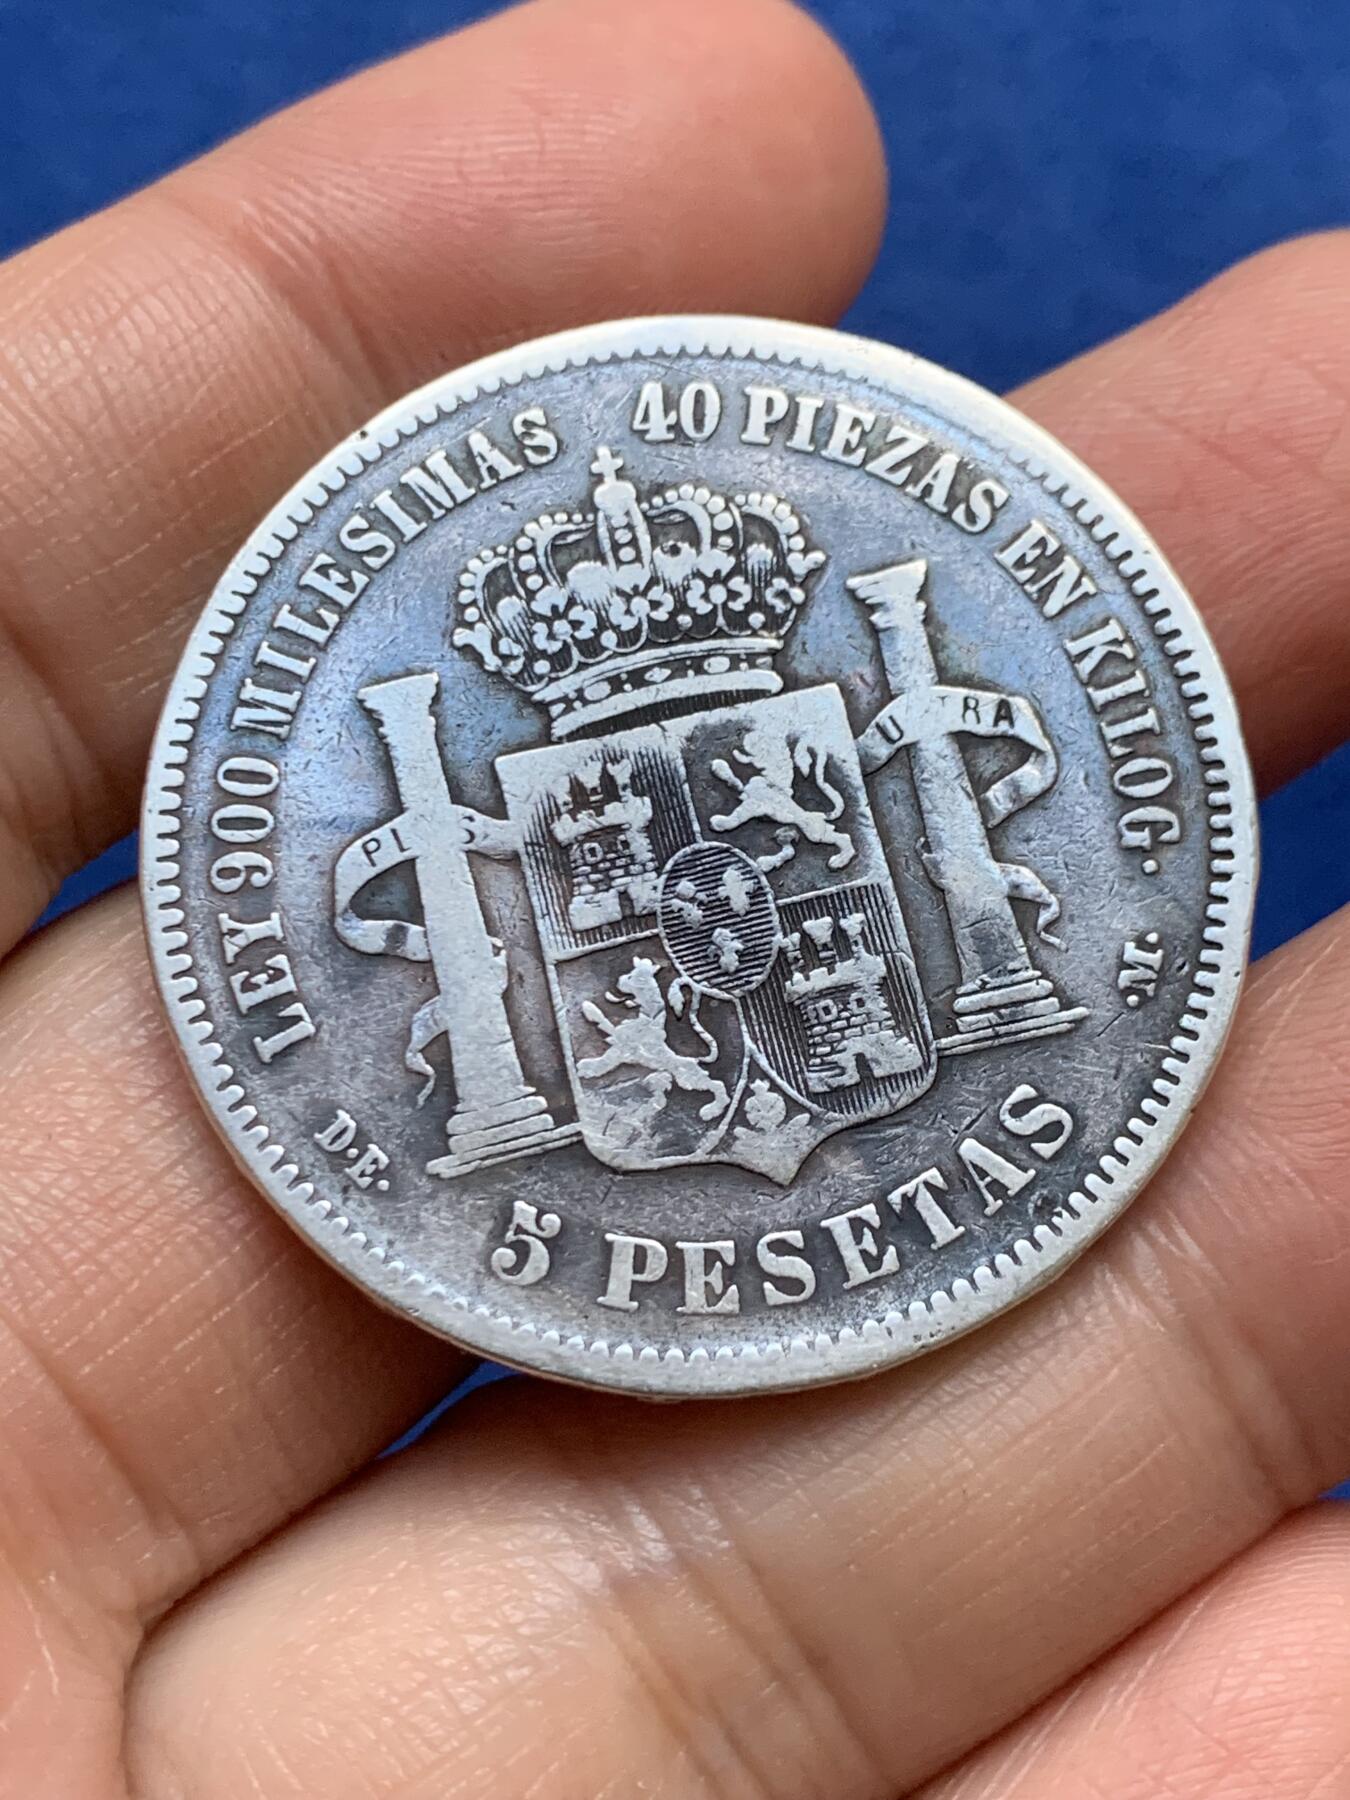 LEY 900 MILESIMAS 40 PIEZAS EN KILOG.
PL S
U TRA
D.E.
.M.
5 PESETAS